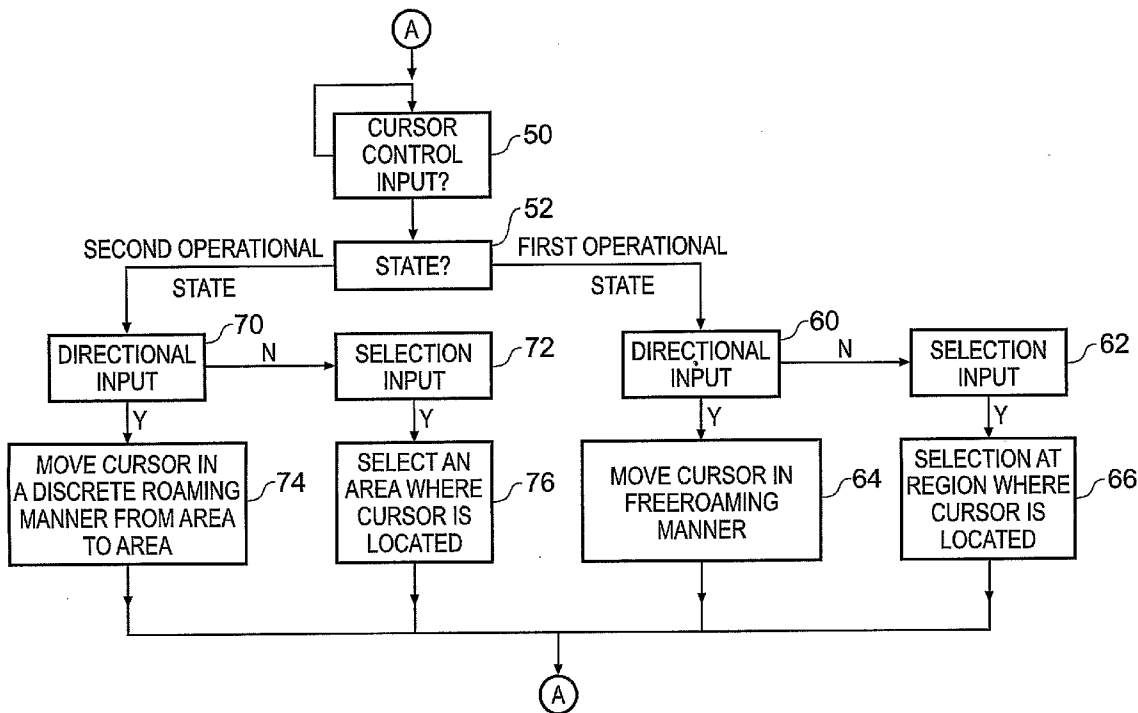 A
CURSOR
CONTROL
INPUT?
50
52
SECOND OPERATIONAL
STATE
STATE?
FIRST OPERATIONAL
STATE
70
DIRECTIONAL
INPUT
N
72
SELECTION
INPUT
60
DIRECTIONAL
INPUT
N
62
SELECTION
INPUT
Y
Y
Y
Y
MOVE CURSOR IN
A DISCRETE ROAMING
MANNER FROM AREA
TO AREA
74
SELECT AN
AREA WHERE
CURSOR IS
LOCATED
76
MOVE CURSOR IN
FREEROAMING
MANNER
64
SELECTION AT
REGION WHERE
CURSOR IS
LOCATED
66
A